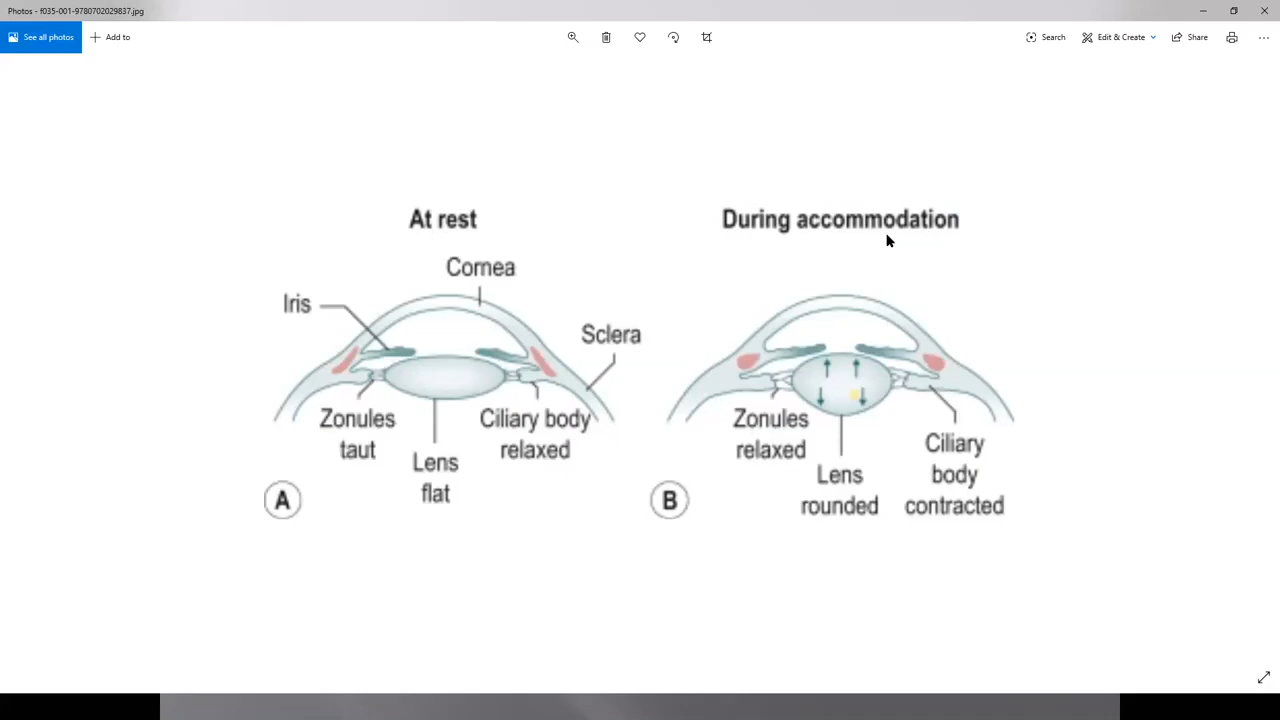 Photos - f035-001-9780702029837.jpg
See all photos
Add to
Search
Edit & Create
Share
At rest
Cornea
Iris
Sclera
Zonules
taut
Lens
flat
Ciliary body
relaxed
A
During accommodation
Zonules
relaxed
Lens
rounded
Ciliary
body
contracted
B